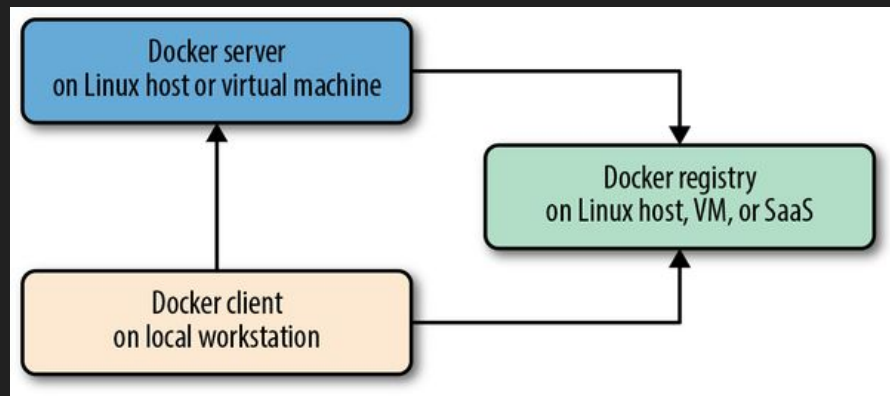 Docker server
on Linux host or virtual machine
Docker registry
on Linux host, VM, or SaaS
Docker client
on local workstation